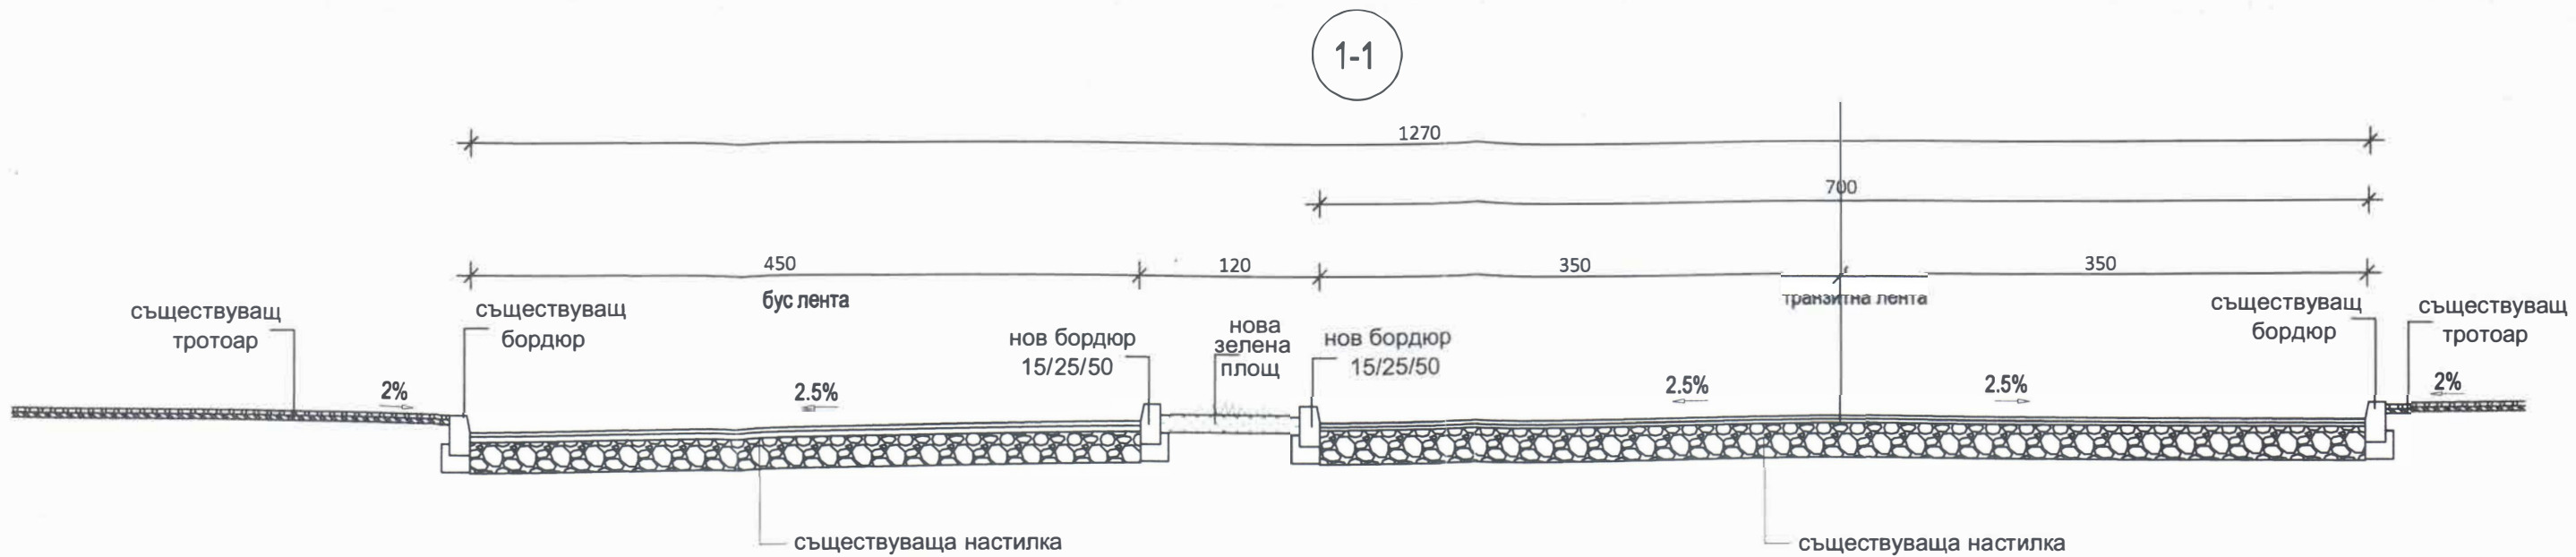 1-1
1270
700
450
120
350
350
бус лента
транзитна лента
съществуващ
тротоар
съществуващ
бордюр
нов бордюр
15/25/50
нова
зелена
площ
нов бордюр
15/25/50
съществуващ
бордюр
съществуващ
тротоар
2%
2.5%
2.5%
2.5%
2%
съществуваща настилка
съществуваща настилка